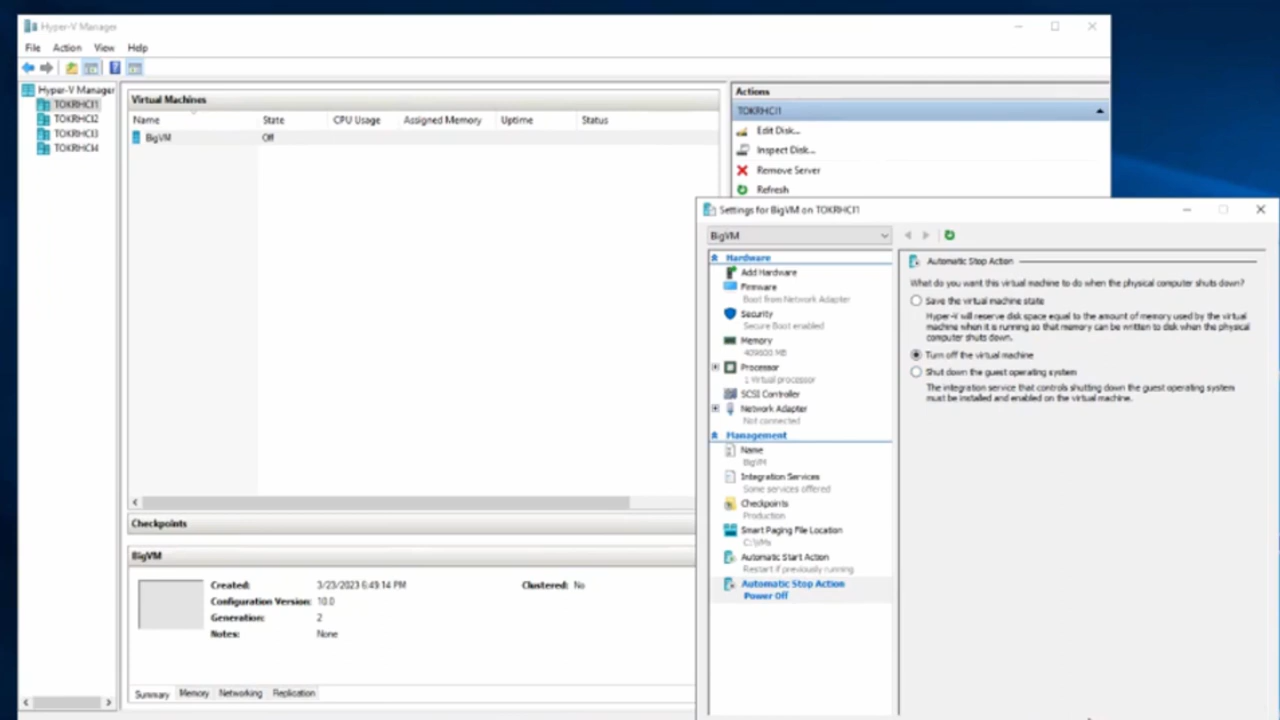 Hyper-V Manager
File Action View Help
Hyper-V Manager
TOKRHCI1
TOKRHCI2
TOKRHCI3
TOKRHCI4
Virtual Machines
Name State CPU Usage Assigned Memory Uptime Status
BigVM Off
Checkpoints
BigVM
Created: 3/23/2023 6:49:14 PM Clustered: No
Configuration Version: 10.0
Generation: 2
Notes: None
Summary Memory Networking Replication
Actions
TOKRHCI1
Edit Disk...
Inspect Disk...
Remove Server
Refresh
Settings for BigVM on TOKRHCI1
BigVM
Hardware
Add Hardware
Firmware
Boot from Network Adapter
Security
Secure Boot enabled
Memory
409600 MB
Processor
1 Virtual processor
SCSI Controller
Network Adapter
Not connected
Management
Name
BigVM
Integration Services
Some services offered
Checkpoints
Production
Smart Paging File Location
C:\VMs
Automatic Start Action
Restart if previously running
Automatic Stop Action
Power Off
Automatic Stop Action
What do you want this virtual machine to do when the physical computer shuts down?
Save the virtual machine state
Hyper-V will reserve disk space equal to the amount of memory used by the virtual
machine when it is running so that memory can be written to disk when the physical
computer shuts down.
Turn off the virtual machine
Shut down the guest operating system
The integration service that controls shutting down the guest operating system
must be installed and enabled on the virtual machine.